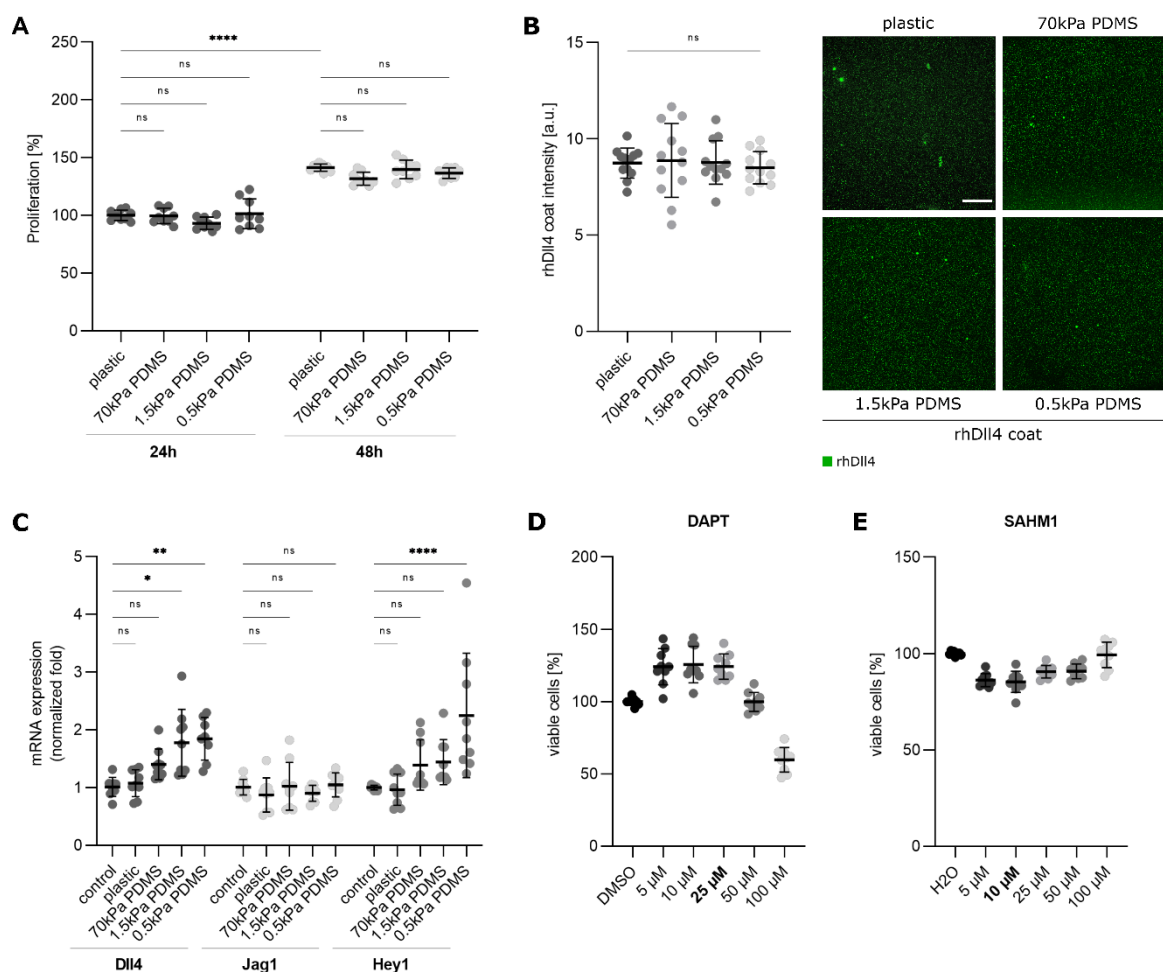 A
Proliferation [%]
250
200
150
100
50
0
****
ns
ns
ns
ns
ns
ns
plastic
70kPa PDMS
1.5kPa PDMS
0.5kPa PDMS
plastic
70kPa PDMS
1.5kPa PDMS
0.5kPa PDMS
24h
48h
B
rhDll4 coat intensity [a.u.]
15
10
5
0
ns
plastic
70kPa PDMS
1.5kPa PDMS
0.5kPa PDMS
plastic
70kPa PDMS
1.5kPa PDMS
0.5kPa PDMS
rhDll4 coat
rhDll4
C
mRNA expression
(normalized fold)
5
4
3
2
1
0
**
*
ns
ns
ns
ns
ns
ns
****
ns
ns
ns
control
plastic
70kPa PDMS
1.5kPa PDMS
0.5kPa PDMS
control
plastic
70kPa PDMS
1.5kPa PDMS
0.5kPa PDMS
control
plastic
70kPa PDMS
1.5kPa PDMS
0.5kPa PDMS
Dll4
Jag1
Hey1
D
DAPT
viable cells [%]
200
150
100
50
0
DMSO
5 µM
10 µM
25 µM
50 µM
100 µM
E
SAHM1
viable cells [%]
150
100
50
0
H2O
5 µM
10 µM
25 µM
50 µM
100 µM